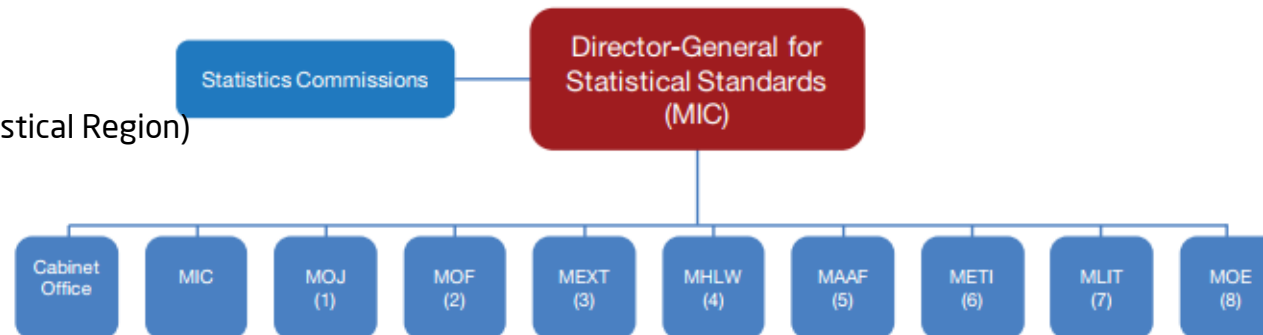 Director-General for
Statistical Standards
(MIC)
Statistics Commissions
stical Region)
Cabinet
Office
MIC
MOJ
(1)
MOF
(2)
MEXT
(3)
MHLW
(4)
MAAF
(5)
METI
(6)
MLIT
(7)
MOE
(8)